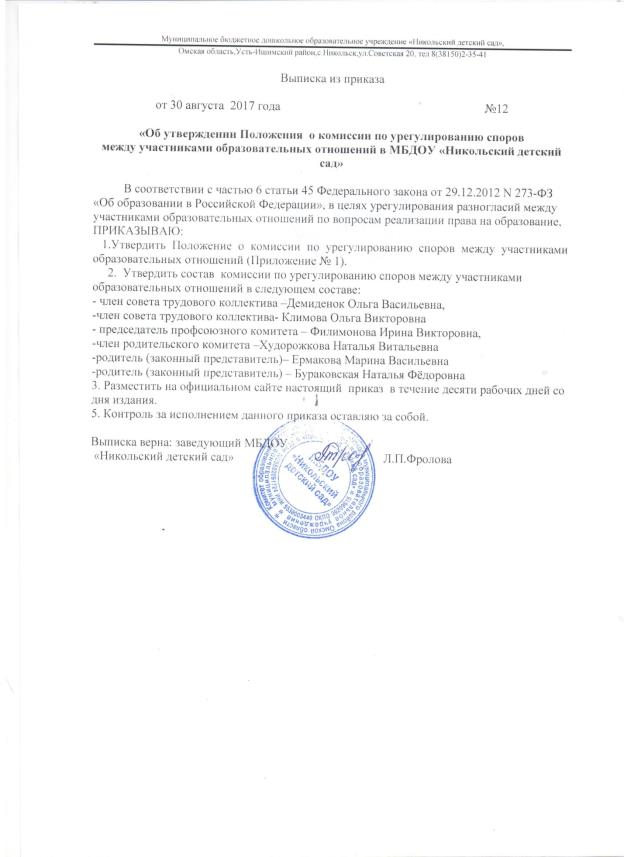 Муниципальное бюджетное дошкольное образовательное учреждение «Никольский детский сад»,
Омская область,Усть-Ишимский район,с.Никольск,ул.Советская 20, тел 8(38150)2-35-41
Выписка из приказа
от 30 августа 2017 года №12
«Об утверждении Положения о комиссии по урегулированию споров
между участниками образовательных отношений в МБДОУ «Никольский детский
сад»
В соответствии с частью 6 статьи 45 Федерального закона от 29.12.2012 N 273-ФЗ
«Об образовании в Российской Федерации», в целях урегулирования разногласий между
участниками образовательных отношений по вопросам реализации права на образование,
ПРИКАЗЫВАЮ:
1.Утвердить Положение о комиссии по урегулированию споров между участниками
образовательных отношений (Приложение № 1).
2. Утвердить состав комиссии по урегулированию споров между участниками
образовательных отношений в следующем составе:
- член совета трудового коллектива –Демиденок Ольга Васильевна,
-член совета трудового коллектива- Климова Ольга Викторовна
- председатель профсоюзного комитета – Филимонова Ирина Викторовна,
-член родительского комитета –Худорожкова Наталья Витальевна
-родитель (законный представитель)– Ермакова Марина Васильевна
-родитель (законный представитель) – Бураковская Наталья Фёдоровна
3. Разместить на официальном сайте настоящий приказ в течение десяти рабочих дней со
дня издания.
5. Контроль за исполнением данного приказа оставляю за собой.
Выписка верна: заведующий МБДОУ
«Никольский детский сад» Л.П.Фролова
МБДОУ
«Никольский
детский сад»